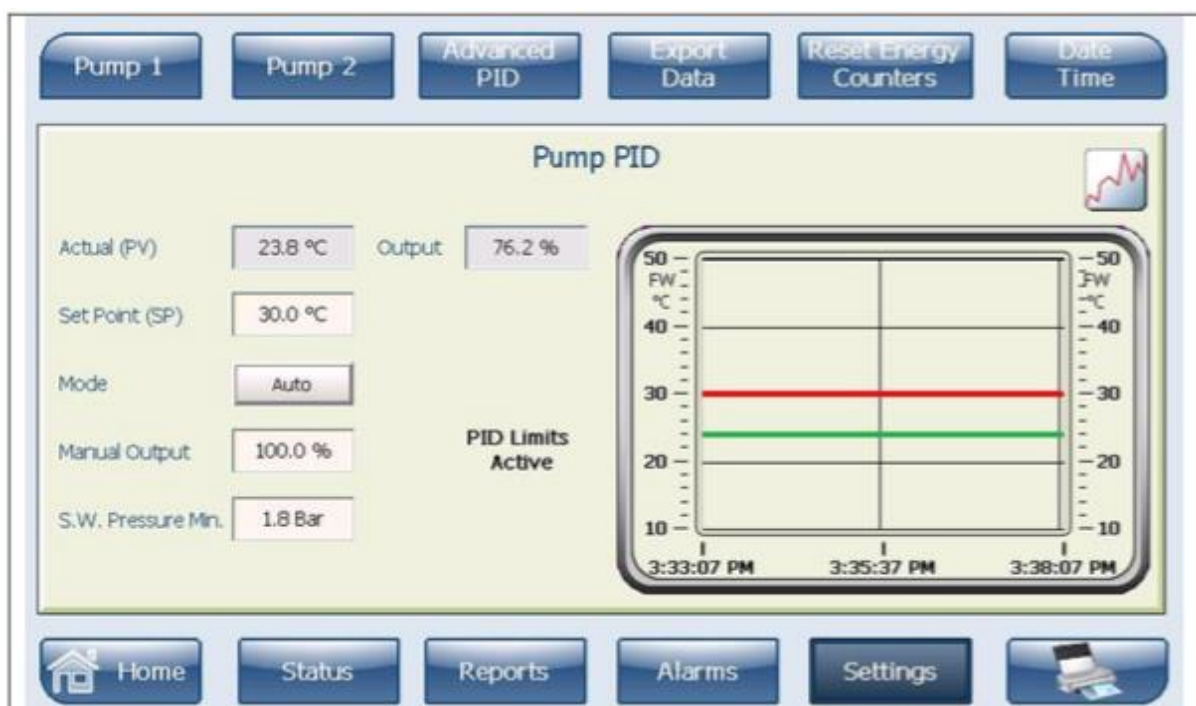 Pump 1
Pump 2
Advanced
PID
Export
Data
Reset Energy
Counters
Date
Time
Pump PID
Actual (PV)
23.8 °C
Output
76.2 %
Set Point (SP)
30.0 °C
Mode
Auto
Manual Output
100.0 %
PID Limits
Active
S.W. Pressure Min.
1.8 Bar
50
50
FW
FW
°C
°C
40
40
30
30
20
20
10
10
3:33:07 PM
3:35:37 PM
3:38:07 PM
Home
Status
Reports
Alarms
Settings